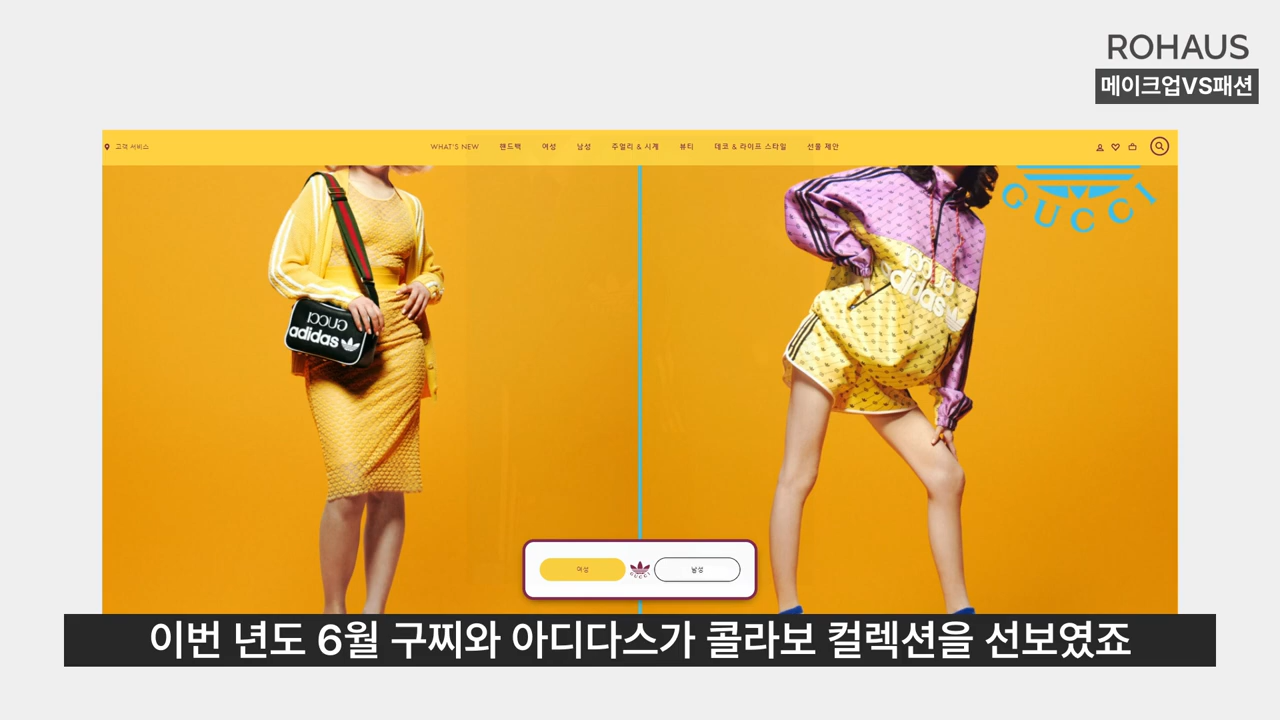 ROHAUS
메이크업VS패션
고객 서비스
WHAT'S NEW 핸드백 여성 남성 주얼리 & 시계 뷰티 데코 & 라이프 스타일 선물 제안
GUCCI
GUCCI
adidas
GUCCI
adidas
여성
GUCCI
남성
이번 년도 6월 구찌와 아디다스가 콜라보 컬렉션을 선보였죠